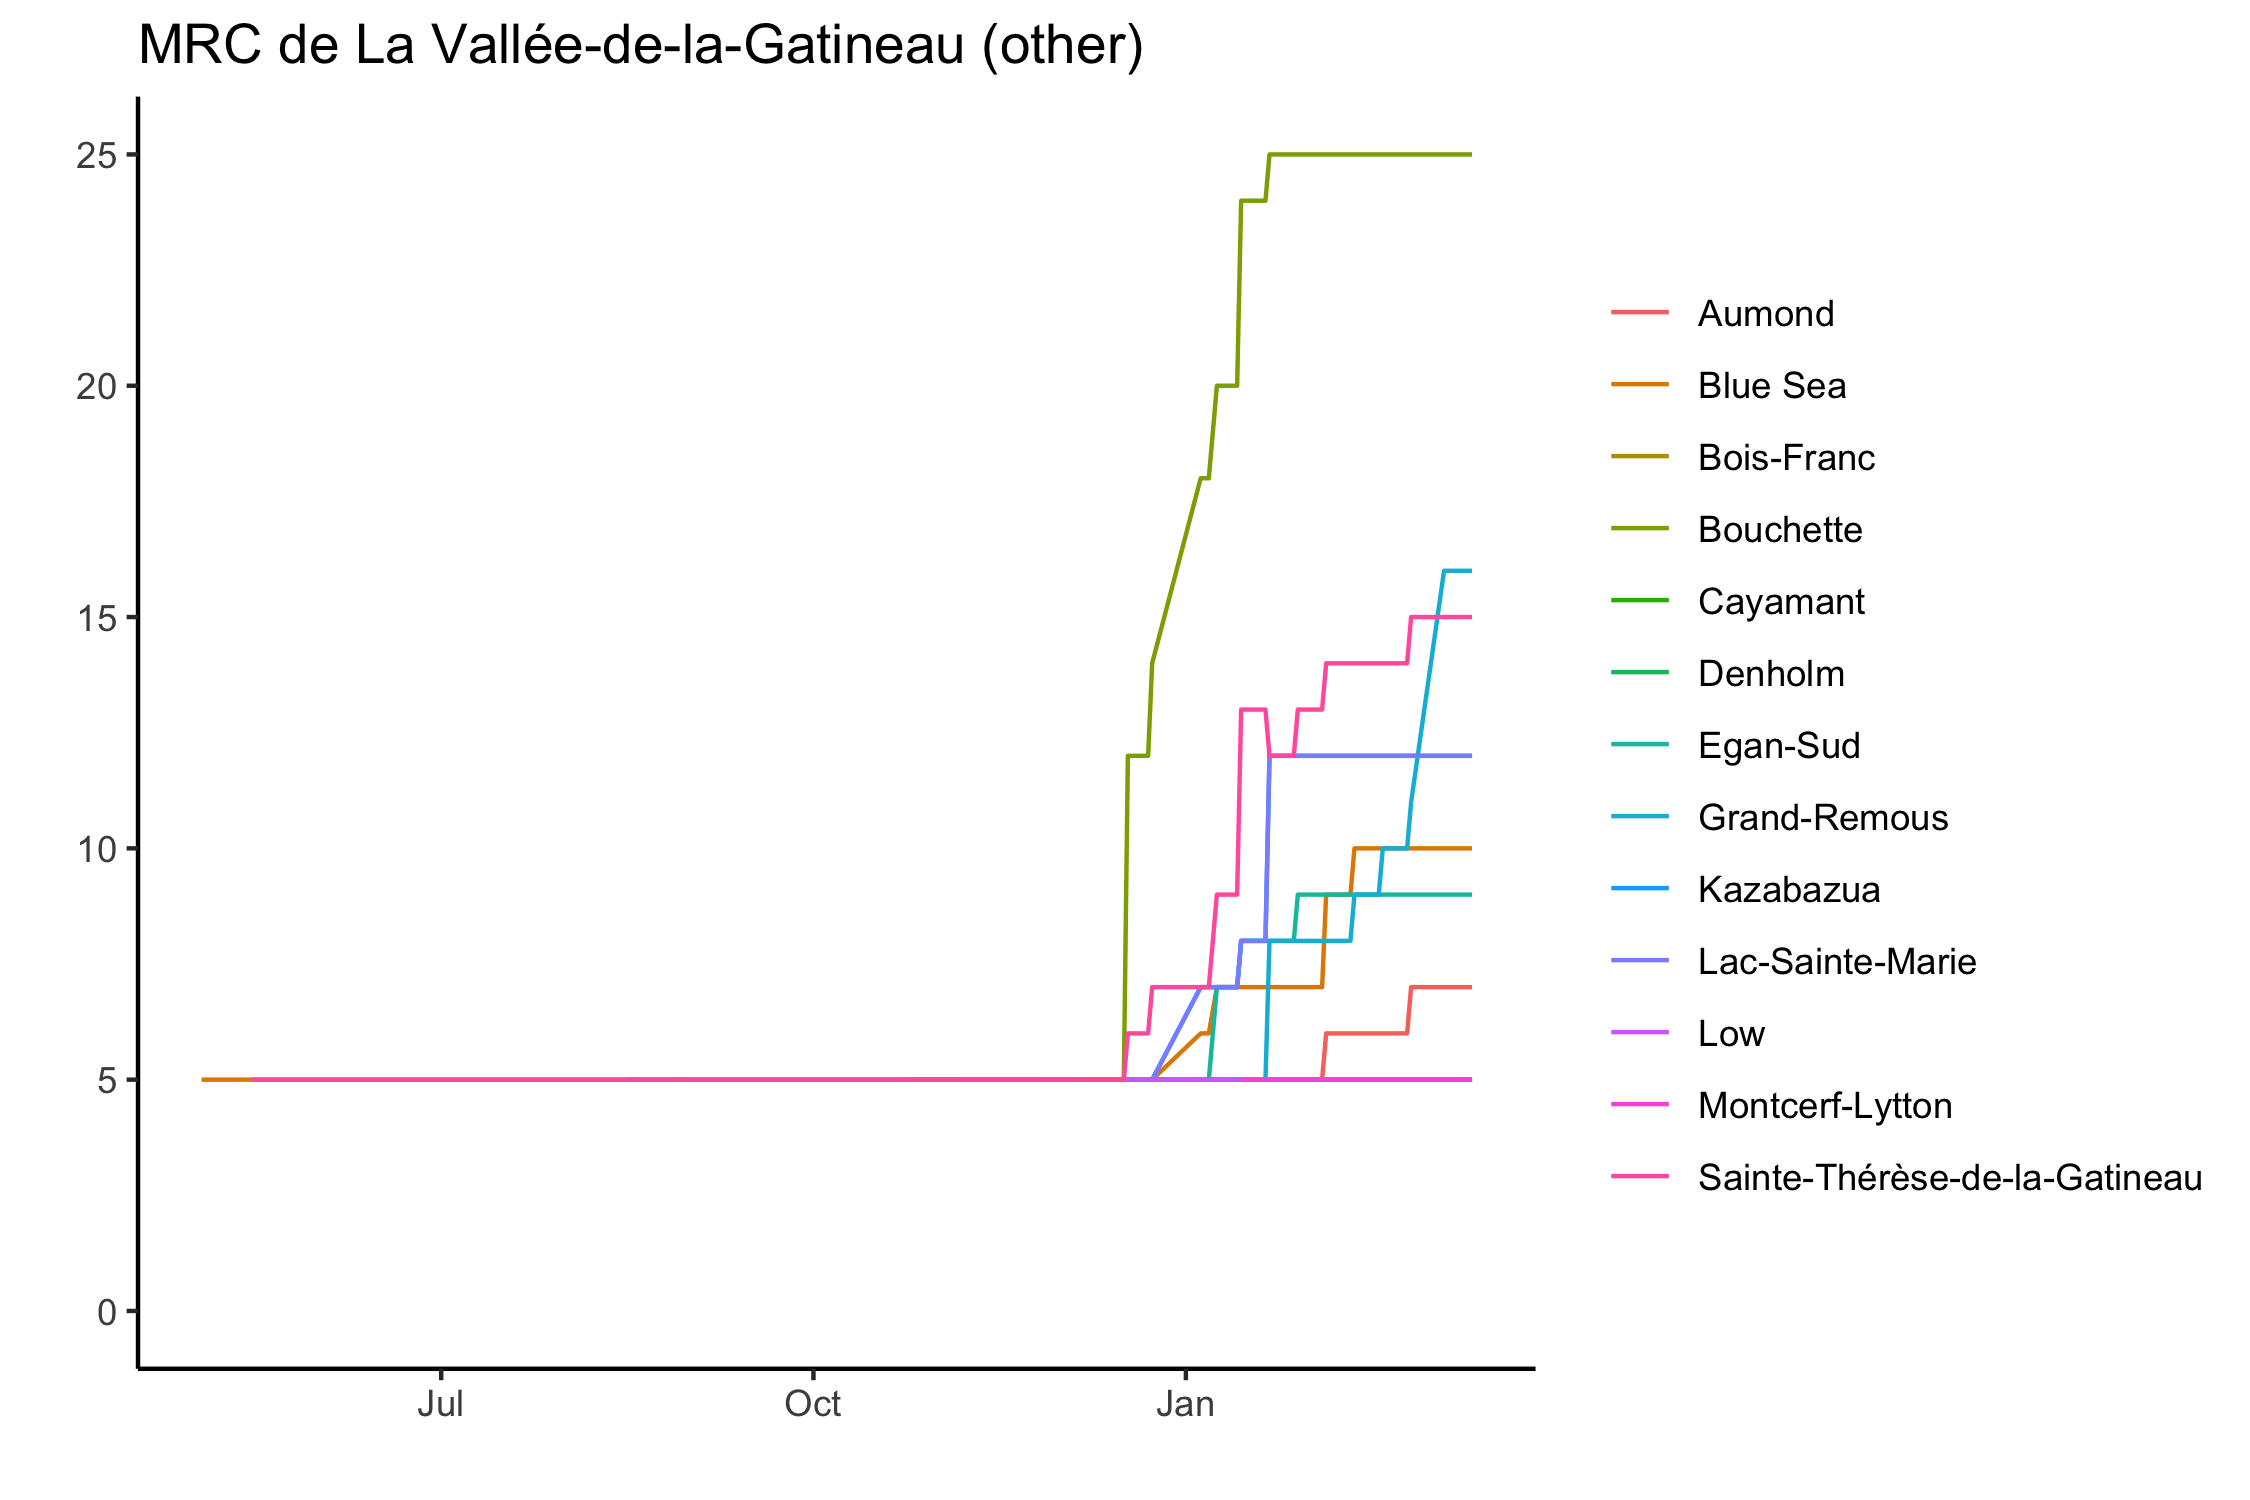 MRC de La Vallée-de-la-Gatineau (other)
25
20
15
10
5
0
Jul
Oct
Jan
Aumond
Blue Sea
Bois-Franc
Bouchette
Cayamant
Denholm
Egan-Sud
Grand-Remous
Kazabazua
Lac-Sainte-Marie
Low
Montcerf-Lytton
Sainte-Thérèse-de-la-Gatineau